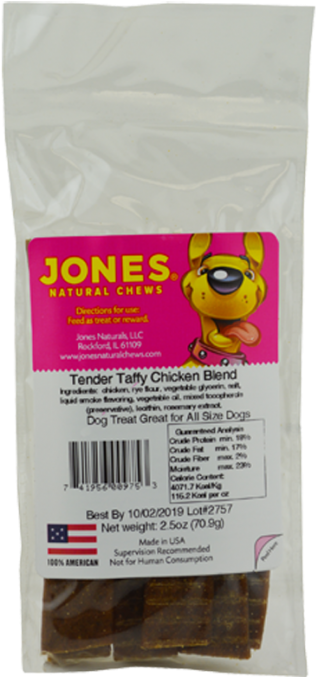 JONES®
NATURAL CHEWS
Directions for use:
Feed as treat or reward.
Jones Naturals, LLC
Rockford, IL 61109
www.jonesnaturalchews.com
Tender Taffy Chicken Blend
Ingredients: chicken, rye flour, vegetable glycerin, salt,
liquid smoke flavoring, vegetable oil, mixed tocopherols
(preservative), lecithin, rosemary extract.
Dog Treat Great for All Size Dogs
Guaranteed Analysis
Crude Protein min. 19%
Crude Fat min. 17%
Crude Fiber max. 2%
Moisture max. 23%
Calorie Content:
4071.7 Kcal/Kg
115.2 Kcal per oz
7 41956 00975 3
Best By 10/02/2019 Lot#2757
Net weight: 2.5oz (70.9g)
Made in USA
Supervision Recommended
Not for Human Consumption
100% AMERICAN